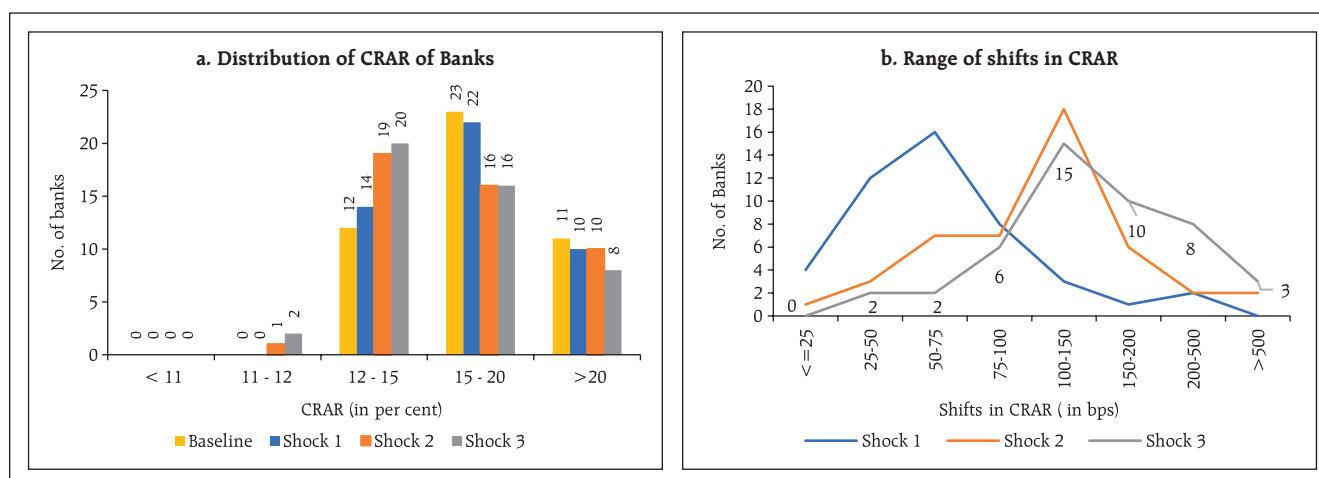 a. Distribution of CRAR of Banks
No. of banks
25
20
15
10
5
0
0 0 0 0
0 0 1 2
12 14 19 20
23 22 16 16
11 10 10 8
< 11 11 - 12 12 - 15 15 - 20 >20
CRAR (in per cent)
Baseline Shock 1 Shock 2 Shock 3
b. Range of shifts in CRAR
No. of Banks
20
18
16
14
12
10
8
6
4
2
0
0 2 2 6 15 10 8 3
<=25 25-50 50-75 75-100 100-150 150-200 200-500 >500
Shifts in CRAR ( in bps)
Shock 1 Shock 2 Shock 3